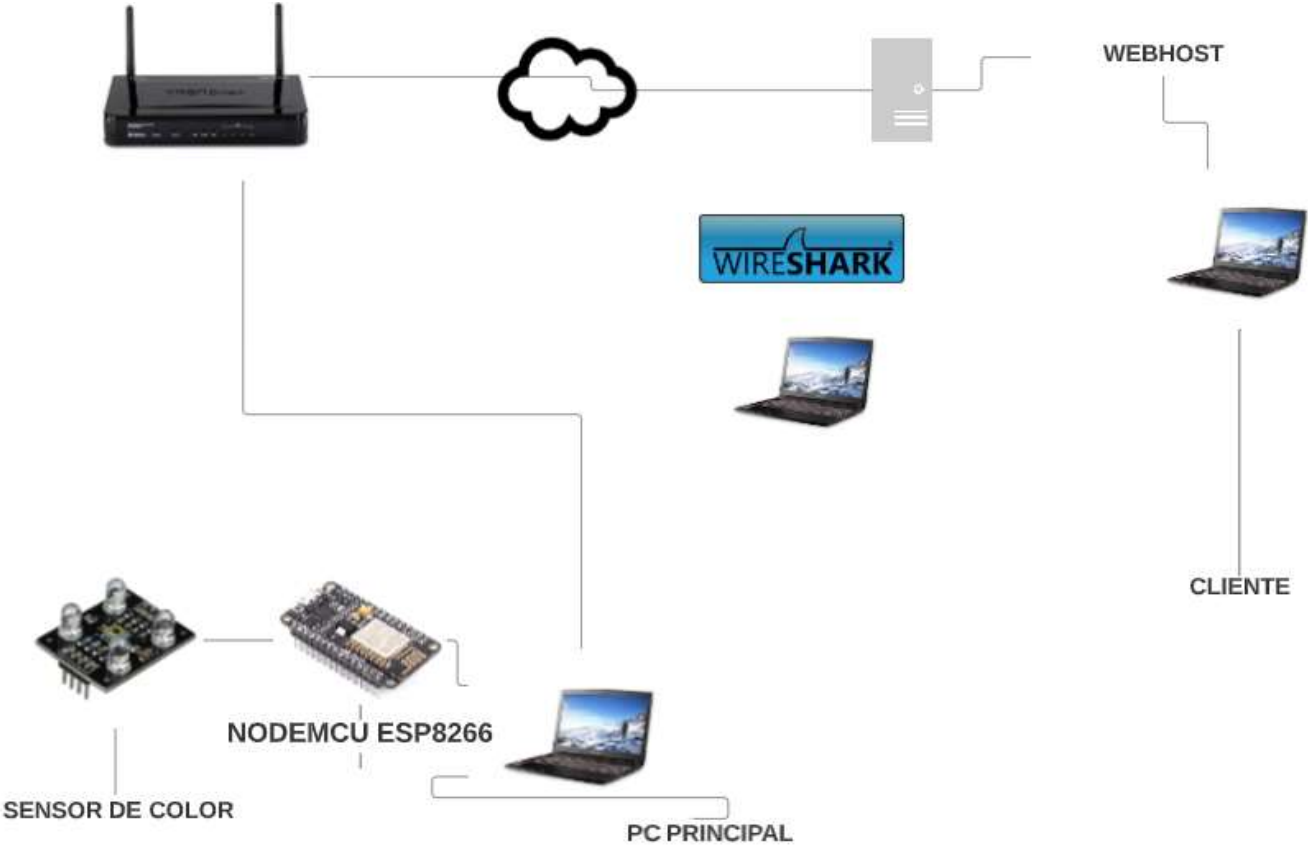 WEBHOST
WIRESHARK
CLIENTE
NODEMCU ESP8266
SENSOR DE COLOR
PC PRINCIPAL